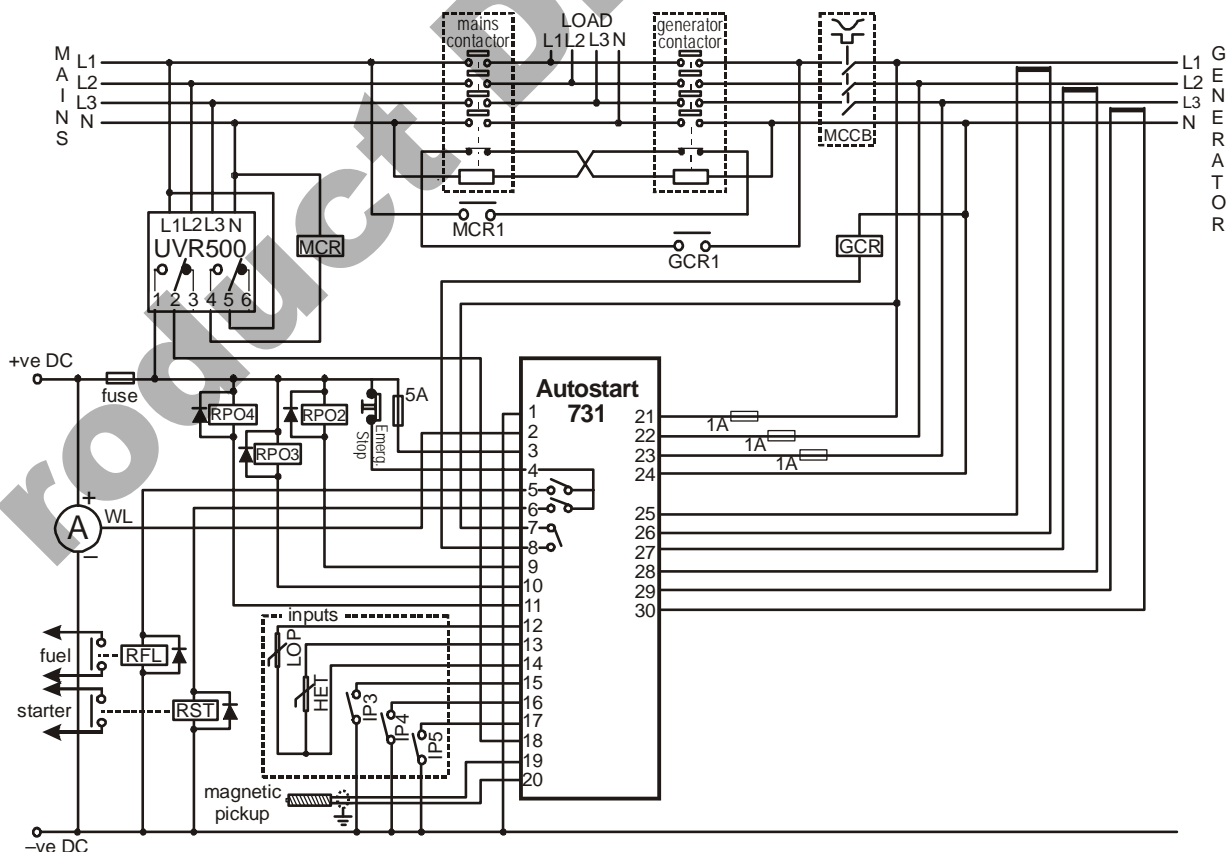 roduct D
mains
contactor
LOAD
L1 L2 L3 N
generator
contactor
MAINS
L1
L2
L3
N
MCCB
L1
L2
L3
N
GENERATOR
L1 L2 L3 N
UVR500
1 2 3 4 5 6
MCR
MCR1
GCR1
GCR
+ve DC
fuse
RPO4
RPO3
RPO2
Emerg.
Stop
5A
Autostart
731
1
2
3
4
5
6
7
8
9
10
11
12
13
14
15
16
17
18
19
20
21
22
23
24
25
26
27
28
29
30
1A
1A
1A
+
A
WL
–
inputs
LOP
HET
IP3
IP4
IP5
fuel
RFL
starter
RST
magnetic
pickup
–ve DC